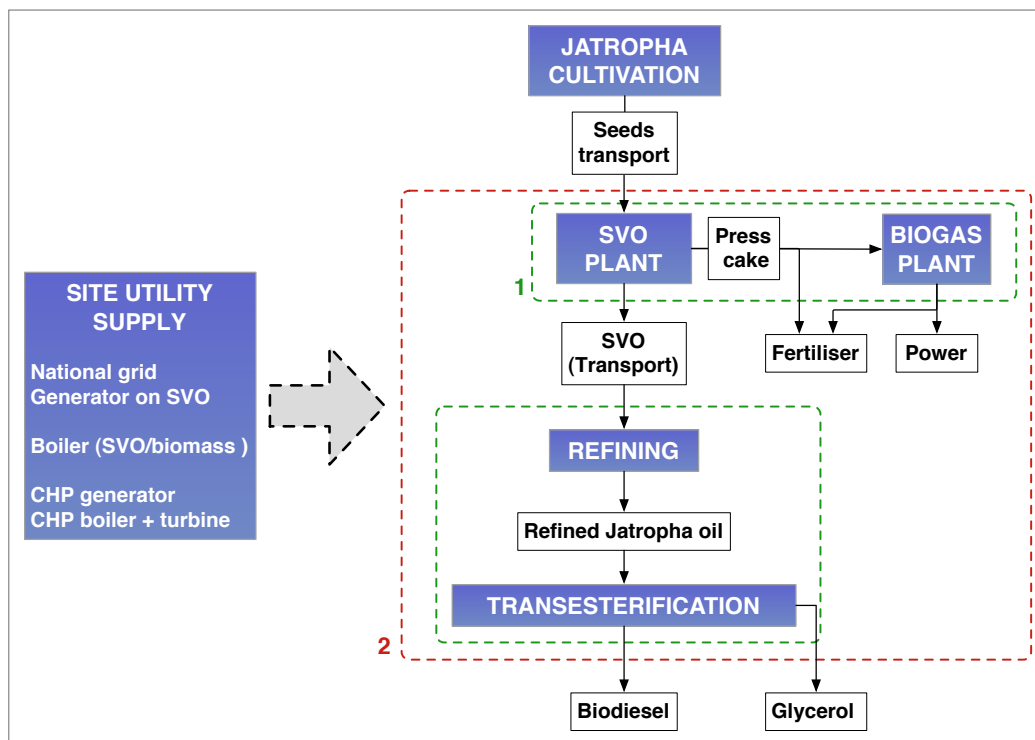 JATROPHA
CULTIVATION
Seeds
transport
SVO
PLANT
Press
cake
BIOGAS
PLANT
1
SITE UTILITY
SUPPLY
National grid
Generator on SVO
Boiler (SVO/biomass )
CHP generator
CHP boiler + turbine
SVO
(Transport)
Fertiliser
Power
REFINING
Refined Jatropha oil
TRANSESTERIFICATION
2
Biodiesel
Glycerol